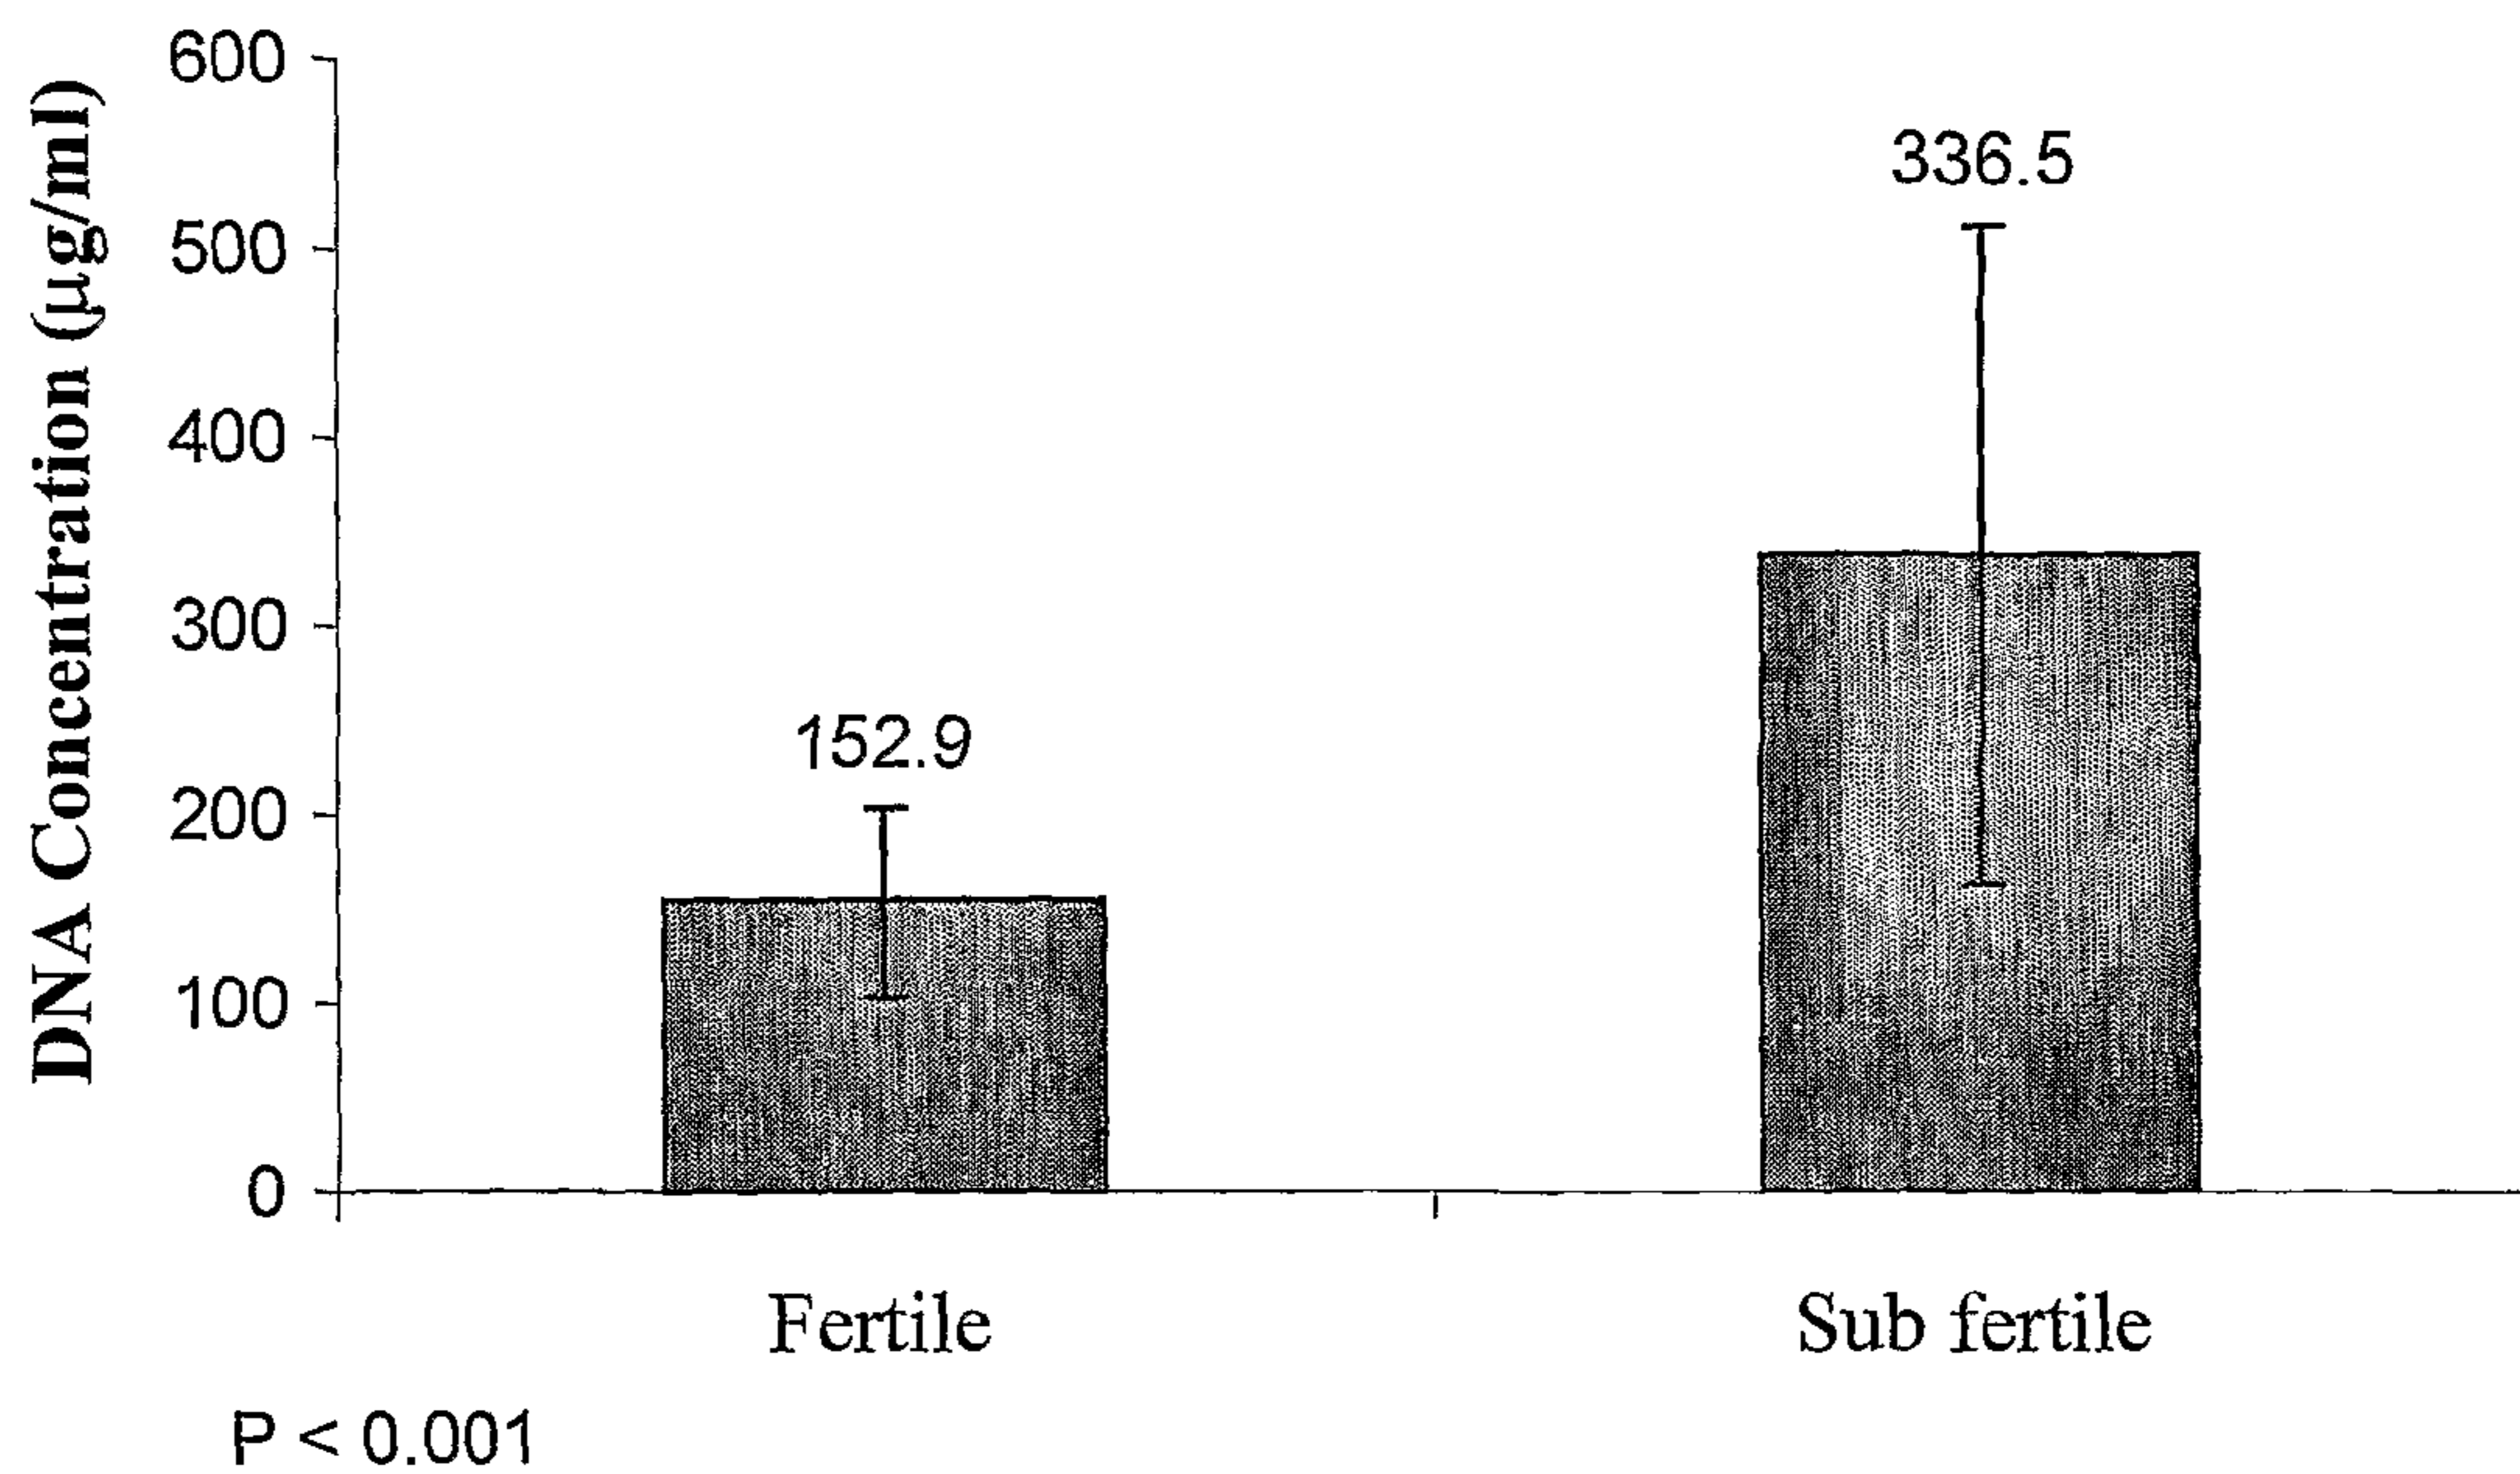 DNA Concentration (µg/ml)
600
500
400
300
200
100
0
336.5
152.9
Fertile
Sub fertile
P < 0.001